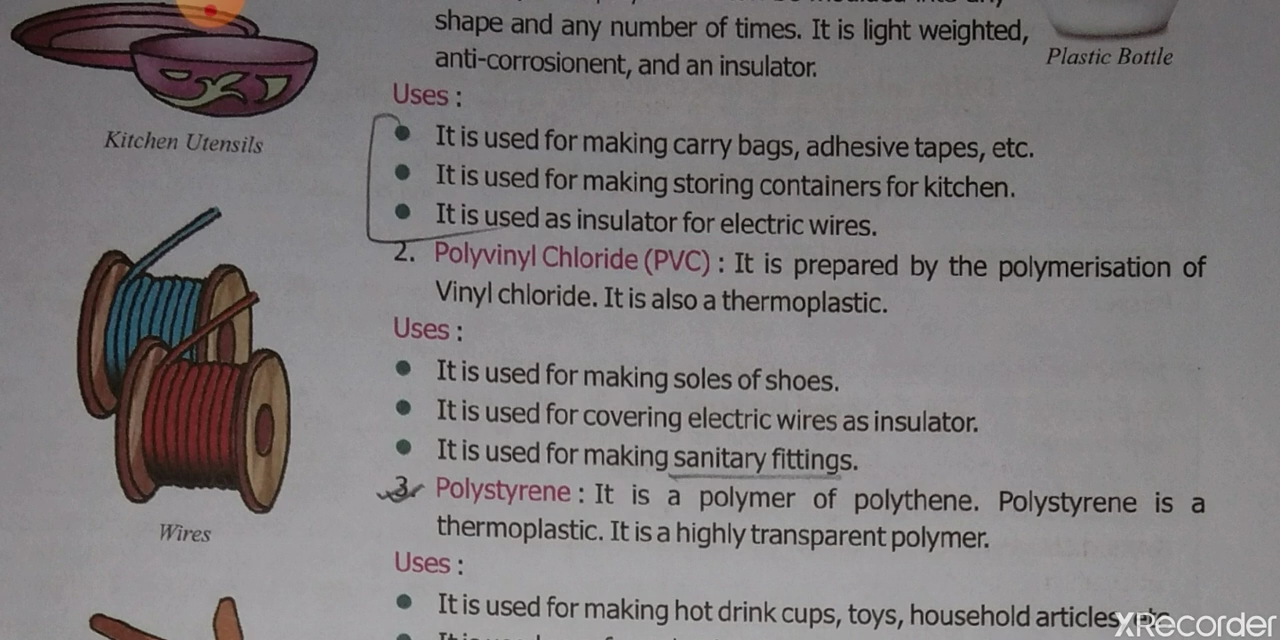 shape and any number of times. It is light weighted,
anti-corrosionent, and an insulator.
Plastic Bottle
Uses :
Kitchen Utensils
• It is used for making carry bags, adhesive tapes, etc.
• It is used for making storing containers for kitchen.
• It is used as insulator for electric wires.
2. Polyvinyl Chloride (PVC) : It is prepared by the polymerisation of
Vinyl chloride. It is also a thermoplastic.
Uses :
• It is used for making soles of shoes.
• It is used for covering electric wires as insulator.
• It is used for making sanitary fittings.
3. Polystyrene : It is a polymer of polythene. Polystyrene is a
thermoplastic. It is a highly transparent polymer.
Wires
Uses :
• It is used for making hot drink cups, toys, household articles, etc.
XRecorder